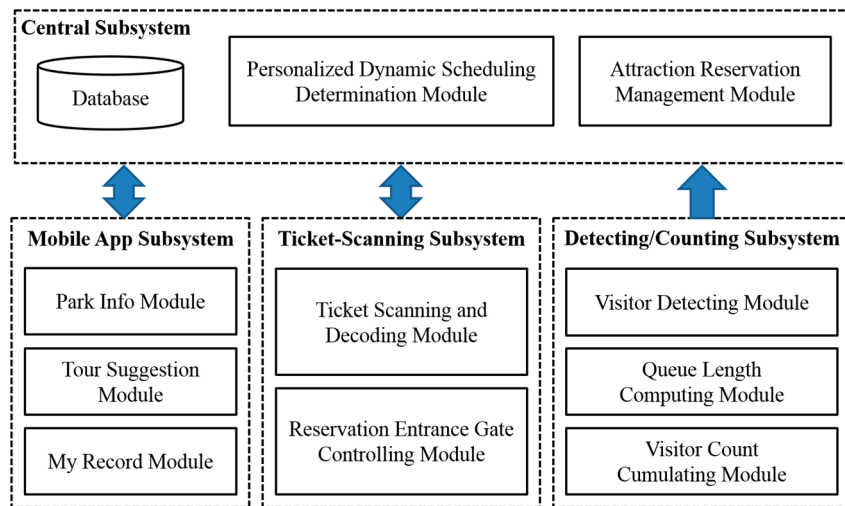 Central Subsystem
Database
Personalized Dynamic Scheduling
Determination Module
Attraction Reservation
Management Module
Mobile App Subsystem
Park Info Module
Tour Suggestion
Module
My Record Module
Ticket-Scanning Subsystem
Ticket Scanning and
Decoding Module
Reservation Entrance Gate
Controlling Module
Detecting/Counting Subsystem
Visitor Detecting Module
Queue Length
Computing Module
Visitor Count
Cumulating Module